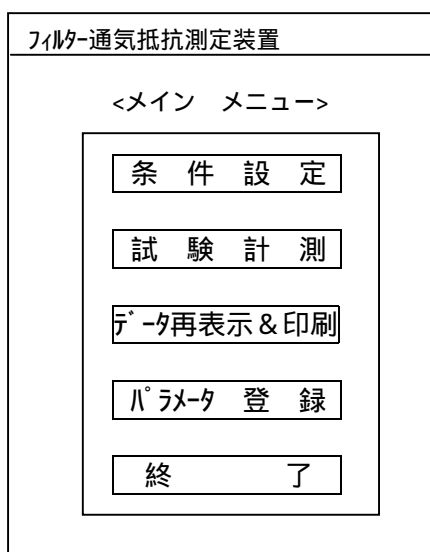 ﾌｨﾙﾀｰ通気抵抗測定装置
<メイン　メニュー>
条　件　設　定
試　験　計　測
ﾃﾞｰﾀ再表示＆印刷
ﾊﾟﾗﾒｰﾀ　登　録
終　　　　　了